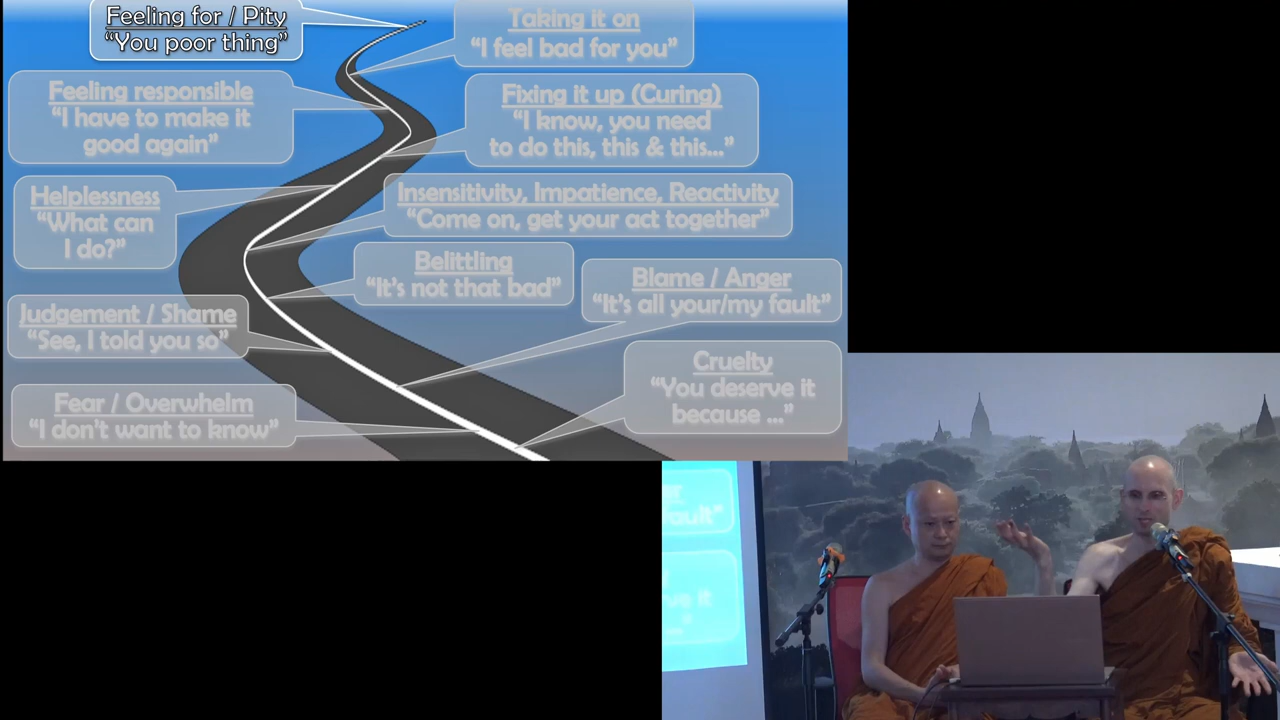 Feeling for / Pity
“You poor thing”
Taking it on
“I feel bad for you”
Feeling responsible
“I have to make it
good again”
Fixing it up (Curing)
“I know, you need
to do this, this & this...”
Helplessness
“What can
I do?”
Insensitivity, Impatience, Reactivity
“Come on, get your act together”
Belittling
“It’s not that bad”
Blame / Anger
“It’s all your/my fault”
Judgement / Shame
“See, I told you so”
Cruelty
“You deserve it
because ...”
Fear / Overwhelm
“I don’t want to know”